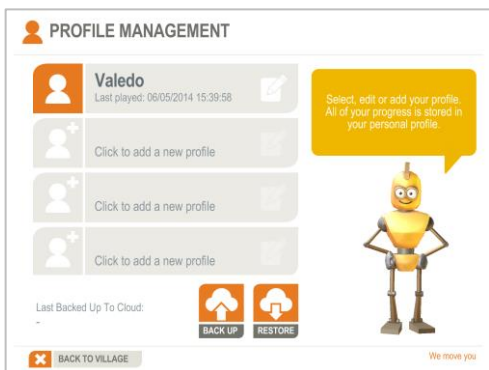 PROFILE MANAGEMENT
Valedo
Last played: 06/05/2014 15:39:58
Click to add a new profile
Click to add a new profile
Click to add a new profile
Select, edit or add your profile.
All of your progress is stored in
your personal profile.
Last Backed Up To Cloud:
-
BACK UP
RESTORE
BACK TO VILLAGE
We move you